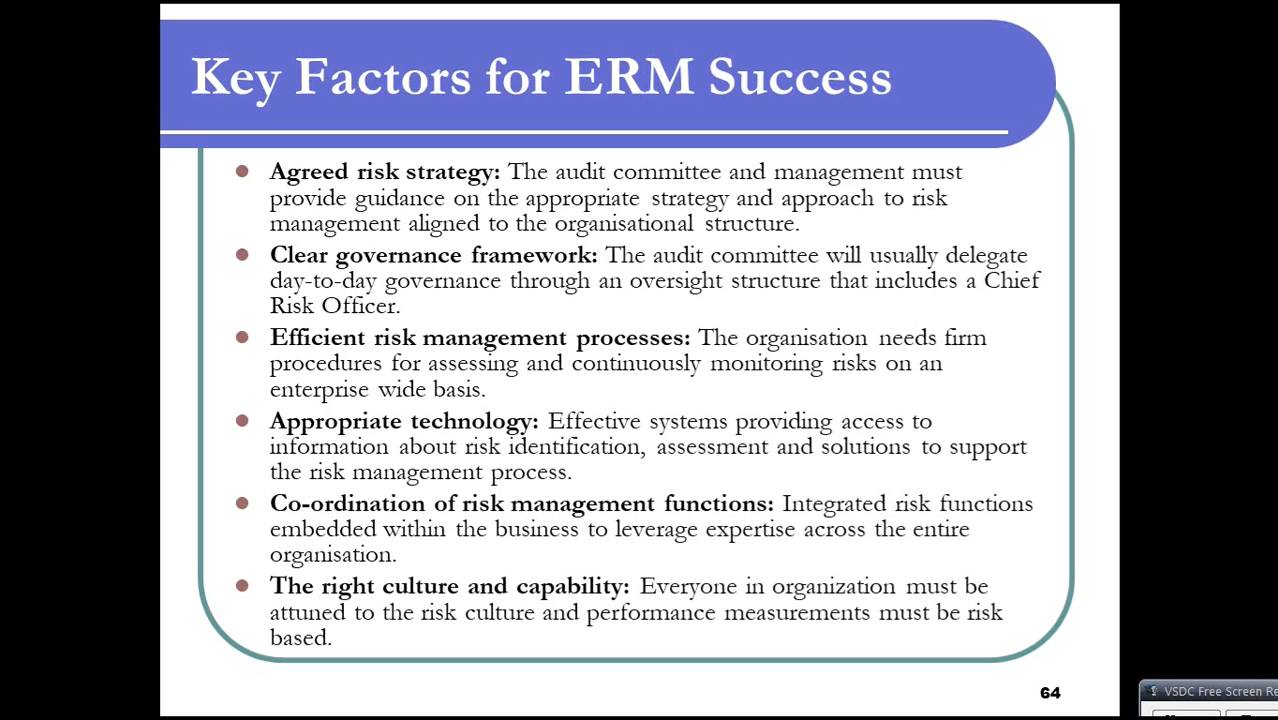 Key Factors for ERM Success
Agreed risk strategy: The audit committee and management must
provide guidance on the appropriate strategy and approach to risk
management aligned to the organisational structure.
Clear governance framework: The audit committee will usually delegate
day-to-day governance through an oversight structure that includes a Chief
Risk Officer.
Efficient risk management processes: The organisation needs firm
procedures for assessing and continuously monitoring risks on an
enterprise wide basis.
Appropriate technology: Effective systems providing access to
information about risk identification, assessment and solutions to support
the risk management process.
Co-ordination of risk management functions: Integrated risk functions
embedded within the business to leverage expertise across the entire
organisation.
The right culture and capability: Everyone in organization must be
attuned to the risk culture and performance measurements must be risk
based.
64
VSDC Free Screen Re